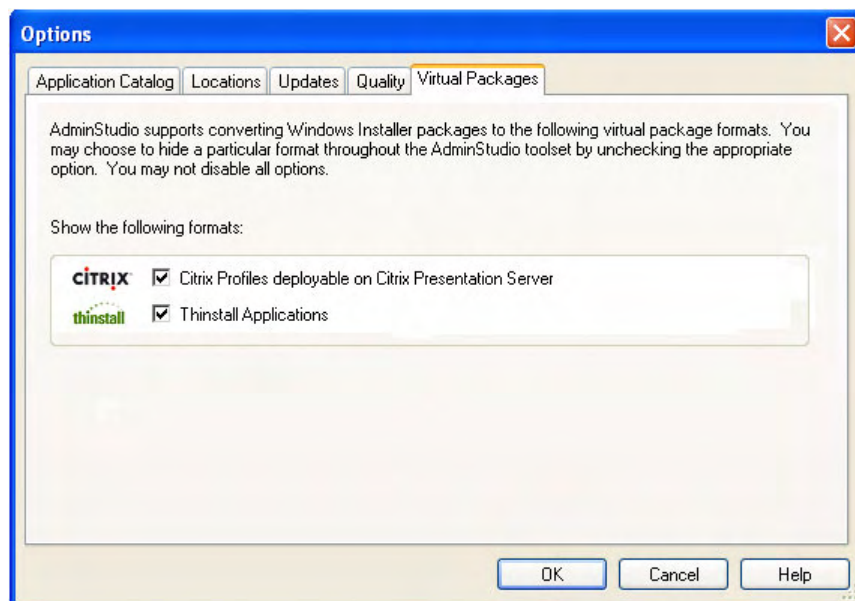 Options
Application Catalog Locations Updates Quality Virtual Packages
AdminStudio supports converting Windows Installer packages to the following virtual package formats. You
may choose to hide a particular format throughout the AdminStudio toolset by unchecking the appropriate
option. You may not disable all options.
Show the following formats:
CITRIX Citrix Profiles deployable on Citrix Presentation Server
thinstall Thinstall Applications
OK Cancel Help